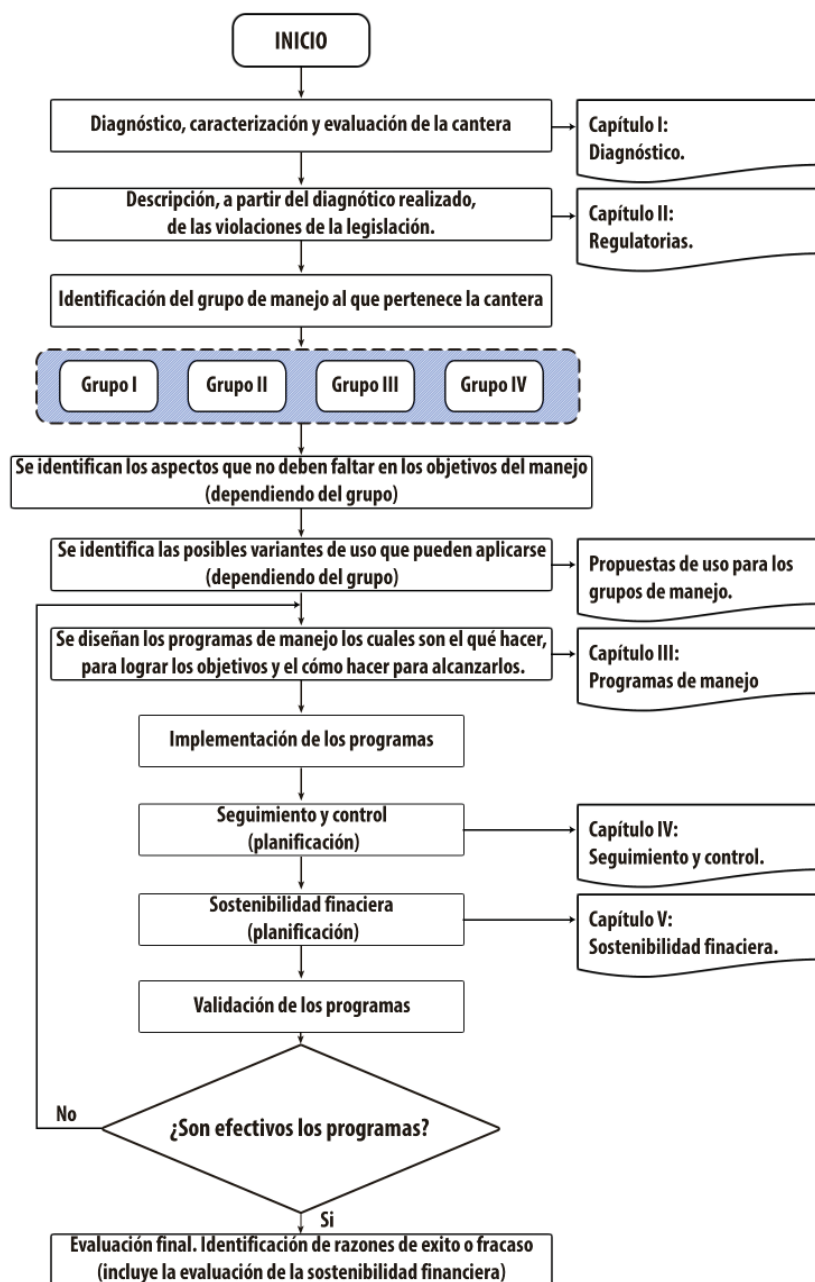 INICIO
Diagnóstico, caracterización y evaluación de la cantera
Capítulo I:
Diagnóstico.
Descripción, a partir del diagnótico realizado,
de las violaciones de la legislación.
Capítulo II:
Regulatorias.
Identificación del grupo de manejo al que pertenece la cantera
Grupo I
Grupo II
Grupo III
Grupo IV
Se identifican los aspectos que no deben faltar en los objetivos del manejo
(dependiendo del grupo)
Se identifica las posibles variantes de uso que pueden aplicarse
(dependiendo del grupo)
Propuestas de uso para los
grupos de manejo.
Se diseñan los programas de manejo los cuales son el qué hacer,
para lograr los objetivos y el cómo hacer para alcanzarlos.
Capítulo III:
Programas de manejo
Implementación de los programas
Seguimiento y control
(planificación)
Capítulo IV:
Seguimiento y control.
Sostenibilidad finaciera
(planificación)
Capítulo V:
Sostenibilidad finaciera.
Validación de los programas
No
¿Son efectivos los programas?
Si
Evaluación final. Identificación de razones de exito o fracaso
(incluye la evaluación de la sostenibilidad financiera)